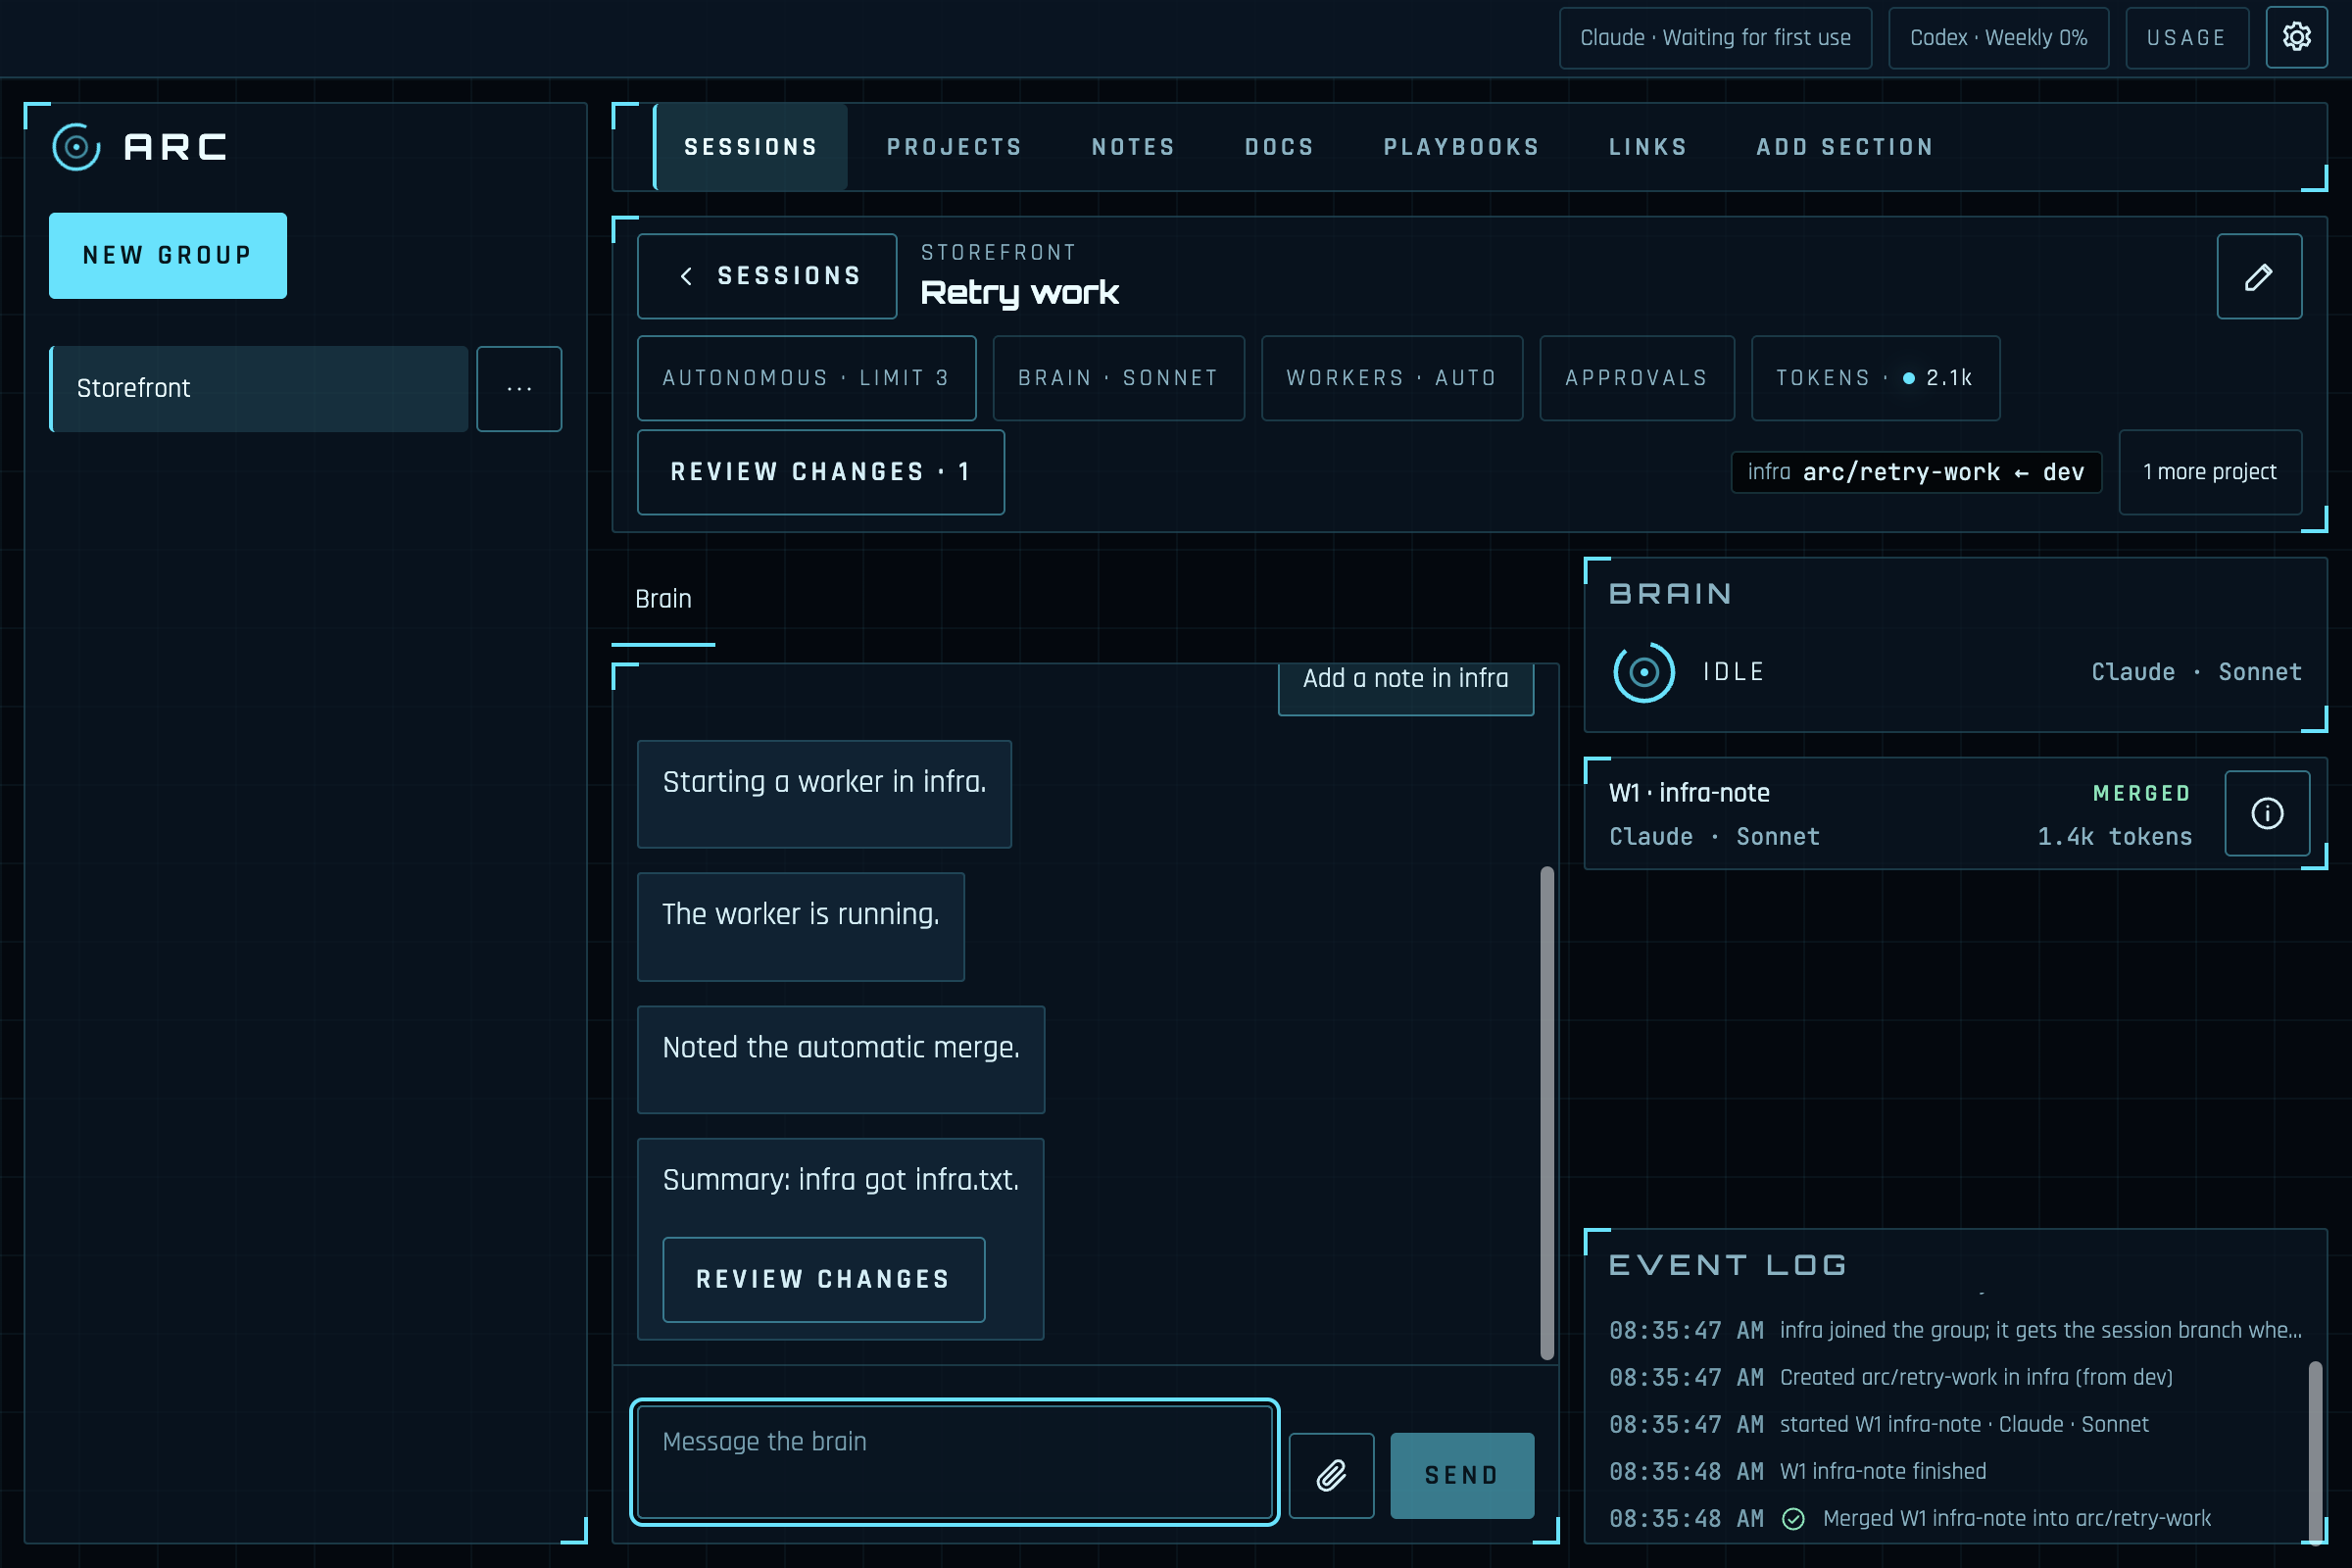 Claude · Waiting for first use
Codex · Weekly 0%
USAGE
ARC
NEW GROUP
Storefront
...
SESSIONS
PROJECTS
NOTES
DOCS
PLAYBOOKS
LINKS
ADD SECTION
SESSIONS
STOREFRONT
Retry work
AUTONOMOUS · LIMIT 3
BRAIN · SONNET
WORKERS · AUTO
APPROVALS
TOKENS · 2.1k
REVIEW CHANGES · 1
infra arc/retry-work ← dev
1 more project
Brain
Add a note in infra
Starting a worker in infra.
The worker is running.
Noted the automatic merge.
Summary: infra got infra.txt.
REVIEW CHANGES
Message the brain
SEND
BRAIN
IDLE
Claude · Sonnet
W1 · infra-note
MERGED
Claude · Sonnet
1.4k tokens
EVENT LOG
08:35:47 AM infra joined the group; it gets the session branch whe...
08:35:47 AM Created arc/retry-work in infra (from dev)
08:35:47 AM started W1 infra-note · Claude · Sonnet
08:35:48 AM W1 infra-note finished
08:35:48 AM Merged W1 infra-note into arc/retry-work